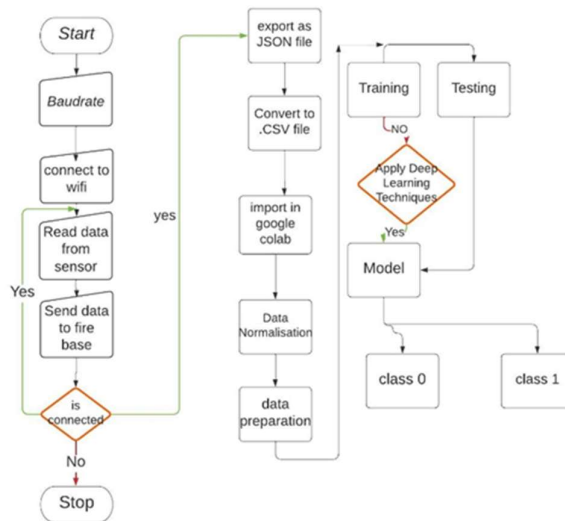 Start
Baudrate
connect to
wifi
Read data
from
sensor
Yes
Send data
to fire
base
is
connected
No
Stop
yes
export as
JSON file
Convert to
.CSV file
import in
google
colab
Data
Normalisation
data
preparation
Training
Testing
NO
Apply Deep
Learning
Techniques
Yes
Model
class 0
class 1